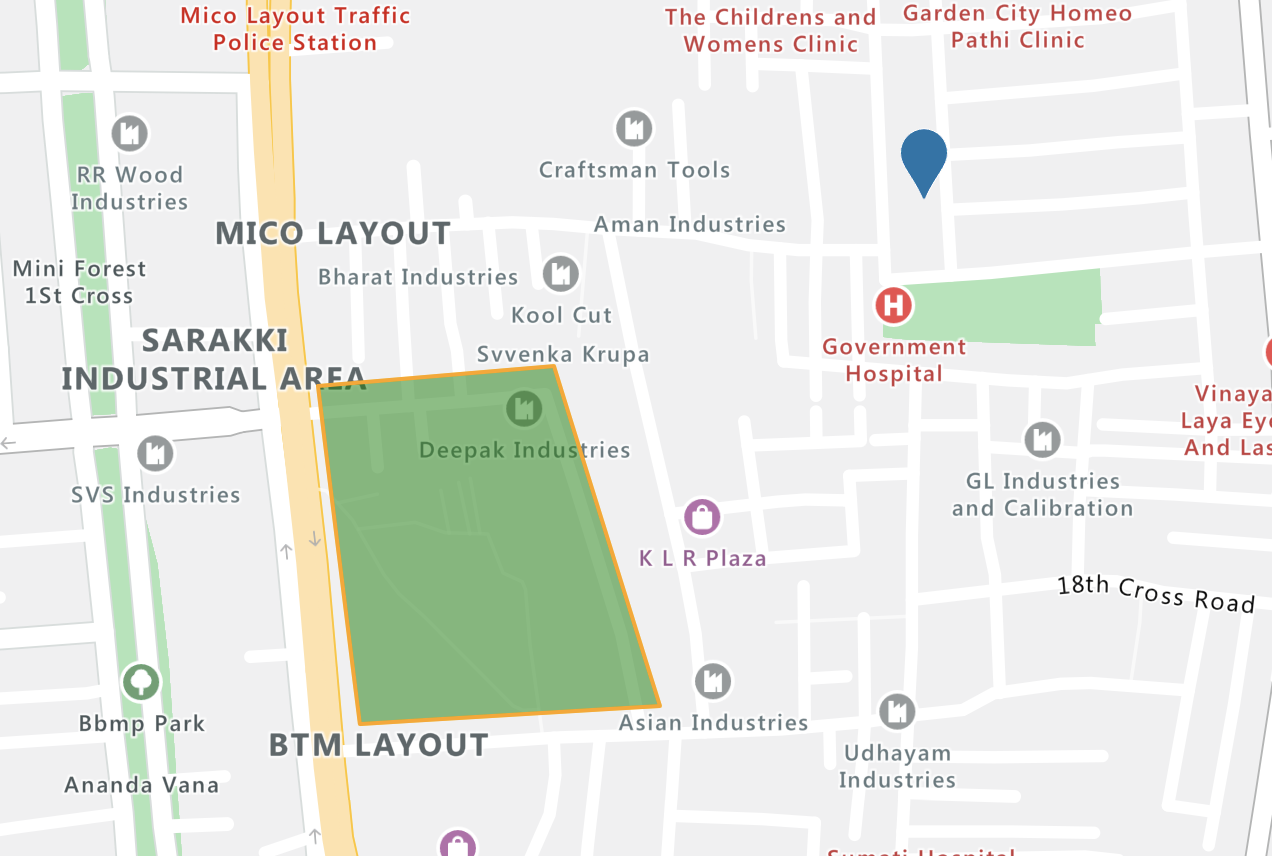 Mico Layout Traffic
Police Station
The Childrens and
Womens Clinic
Garden City Homeo
Pathi Clinic
RR Wood
Industries
Craftsman Tools
MICO LAYOUT
Aman Industries
Mini Forest
1St Cross
Bharat Industries
Kool Cut
SARAKKI
INDUSTRIAL AREA
Svvenka Krupa
H
Government
Hospital
Vinaya
Laya Eye
And Las
Deepak Industries
SVS Industries
GL Industries
and Calibration
K L R Plaza
18th Cross Road
Bbmp Park
Asian Industries
BTM LAYOUT
Udhayam
Industries
Ananda Vana
Sumati Hospital